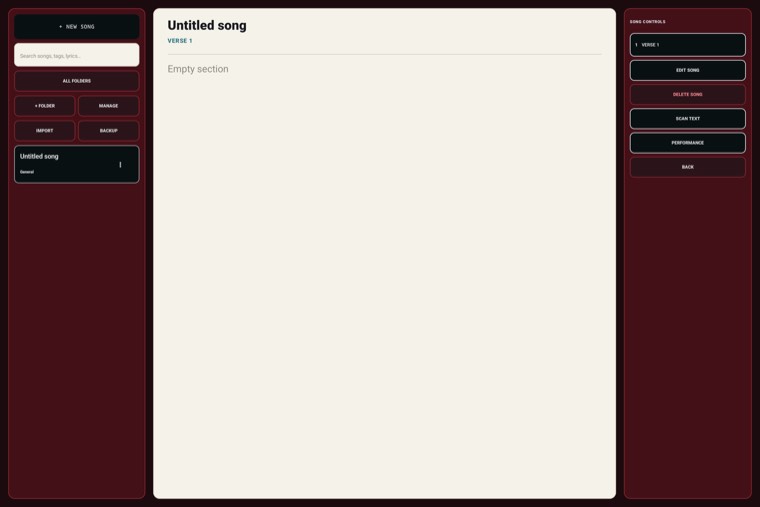 + NEW SONG
Search songs, tags, lyrics...
ALL FOLDERS
+ FOLDER
MANAGE
IMPORT
BACKUP
Untitled song
General
Untitled song
VERSE 1
Empty section
SONG CONTROLS
1 VERSE 1
EDIT SONG
DELETE SONG
SCAN TEXT
PERFORMANCE
BACK